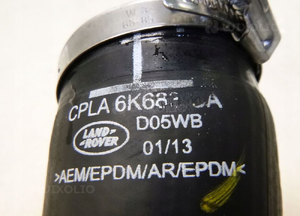 CPLA
D05WB
LAND
ROVER
01/13
>AEM/EPDM/AR/EPDM<